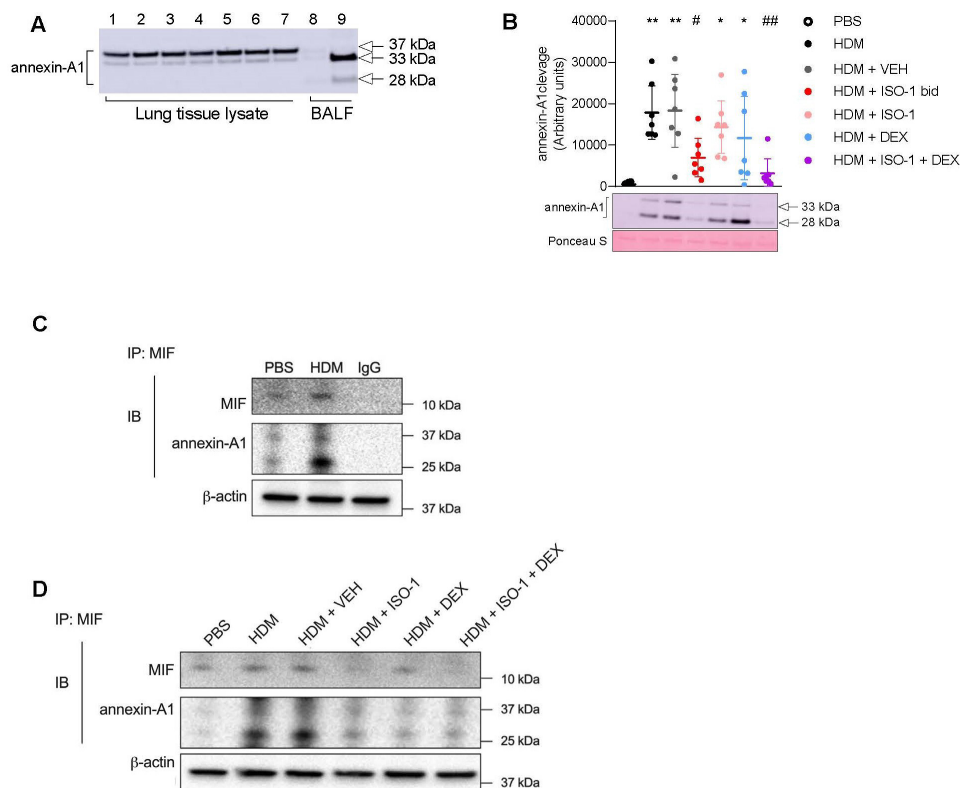 A
1 2 3 4 5 6 7 8 9
annexin-A1
37 kDa
33 kDa
28 kDa
Lung tissue lysate
BALF
B
annexin-A1clevage
(Arbitrary units)
40000
30000
20000
10000
0
** ** # * * ##
PBS
HDM
HDM + VEH
HDM + ISO-1 bid
HDM + ISO-1
HDM + DEX
HDM + ISO-1 + DEX
annexin-A1
33 kDa
28 kDa
Ponceau S
C
IP: MIF
PBS HDM IgG
IB
MIF
10 kDa
annexin-A1
37 kDa
25 kDa
β-actin
37 kDa
D
IP: MIF
PBS
HDM
HDM + VEH
HDM + ISO-1
HDM + DEX
HDM + ISO-1 + DEX
IB
MIF
10 kDa
annexin-A1
37 kDa
25 kDa
β-actin
37 kDa